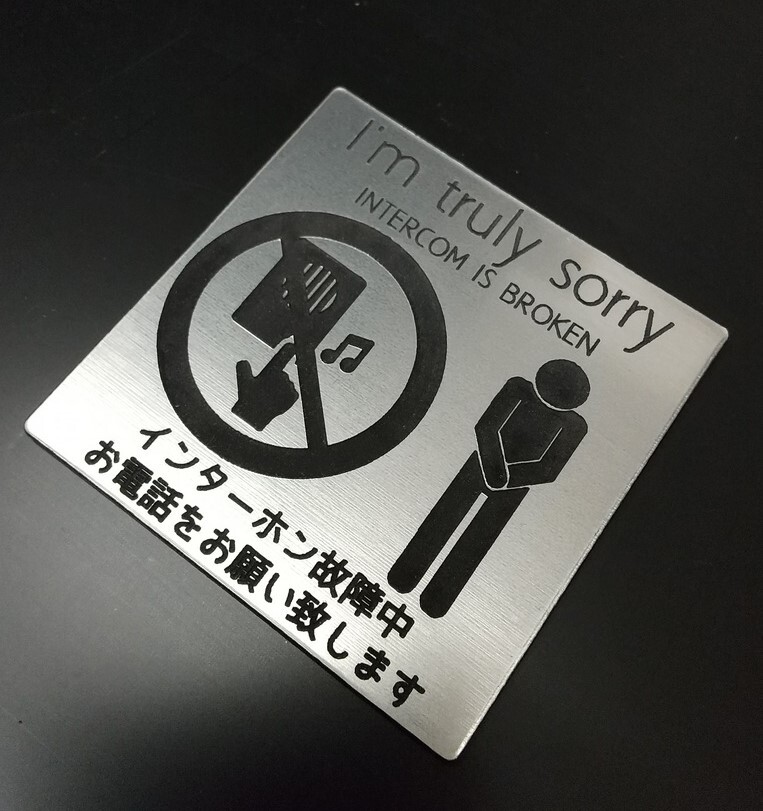 I'm truly sorry
INTERCOM IS BROKEN
インターホン故障中
お電話をお願い致します